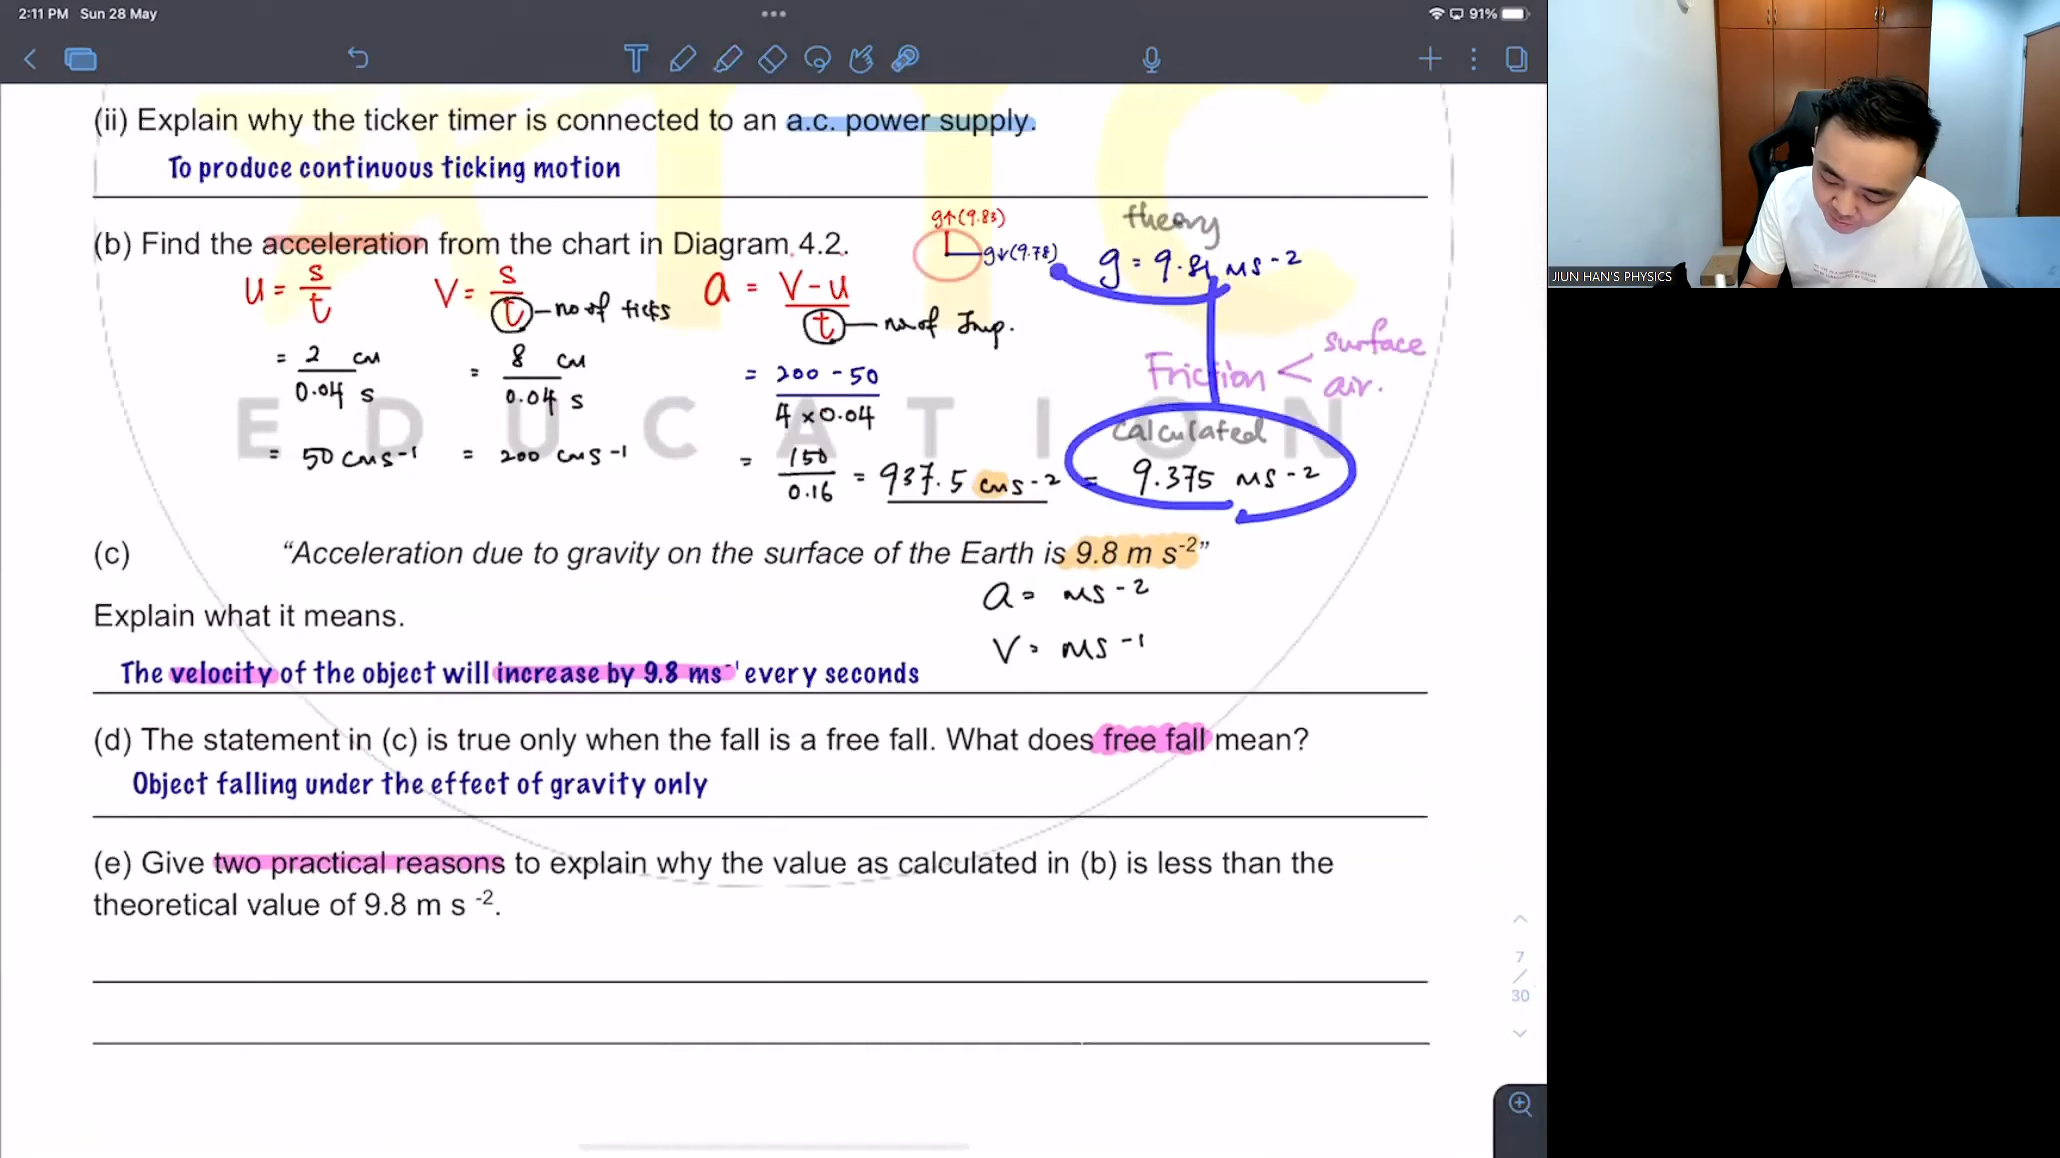 2:11 PM Sun 28 May
91%
(ii) Explain why the ticker timer is connected to an a.c. power supply.
To produce continuous ticking motion
(b) Find the acceleration from the chart in Diagram 4.2.
g↑(9.83)
g↓(9.78)
theory
g = 9.81 ms-2
u = s/t
v = s/t - no of ticks
a = v-u/t - no of Imp.
= 2 cm / 0.04 s
= 8 cm / 0.04 s
= 200 - 50 / 4 x 0.04
Friction < surface
air.
= 50 cms-1
= 200 cms-1
= 150 / 0.16 = 937.5 cms-2 = 9.375 ms-2
calculated
EDUCATION
(c) “Acceleration due to gravity on the surface of the Earth is 9.8 m s-2”
a = ms-2
Explain what it means.
v = ms-1
The velocity of the object will increase by 9.8 ms-1 every seconds
(d) The statement in (c) is true only when the fall is a free fall. What does free fall mean?
Object falling under the effect of gravity only
(e) Give two practical reasons to explain why the value as calculated in (b) is less than the
theoretical value of 9.8 m s -2.
7
/
30
JIUN HAN'S PHYSICS